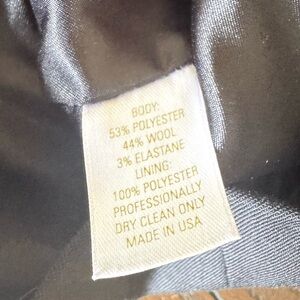 BODY:
53% POLYESTER
44% WOOL
3% ELASTANE
LINING:
100% POLYESTER
PROFESSIONALLY
DRY CLEAN ONLY
MADE IN USA